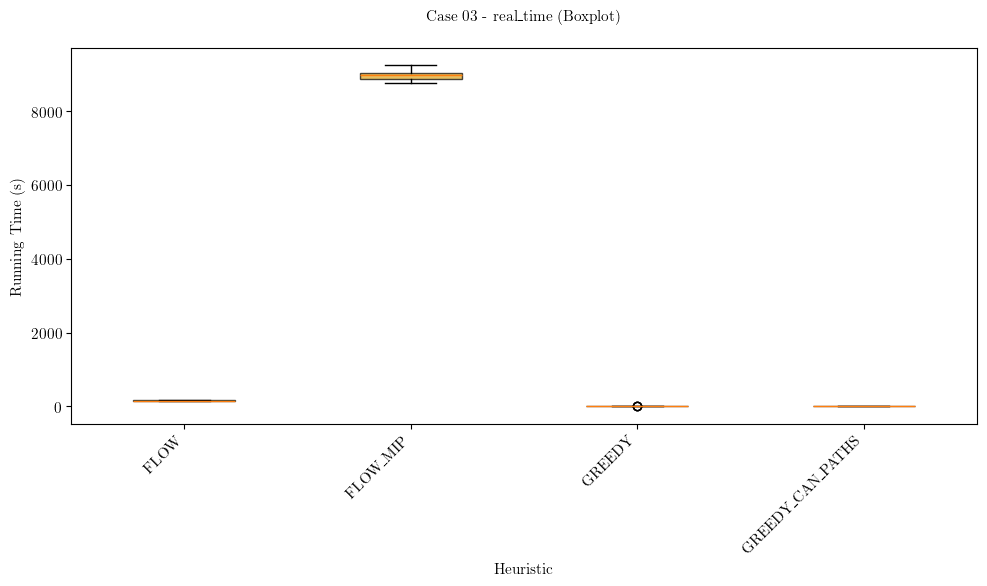 Case 03 - real_time (Boxplot)
Running Time (s)
8000
6000
4000
2000
0
FLOW
FLOW_MIP
GREEDY
GREEDY_CAN_PATHS
Heuristic